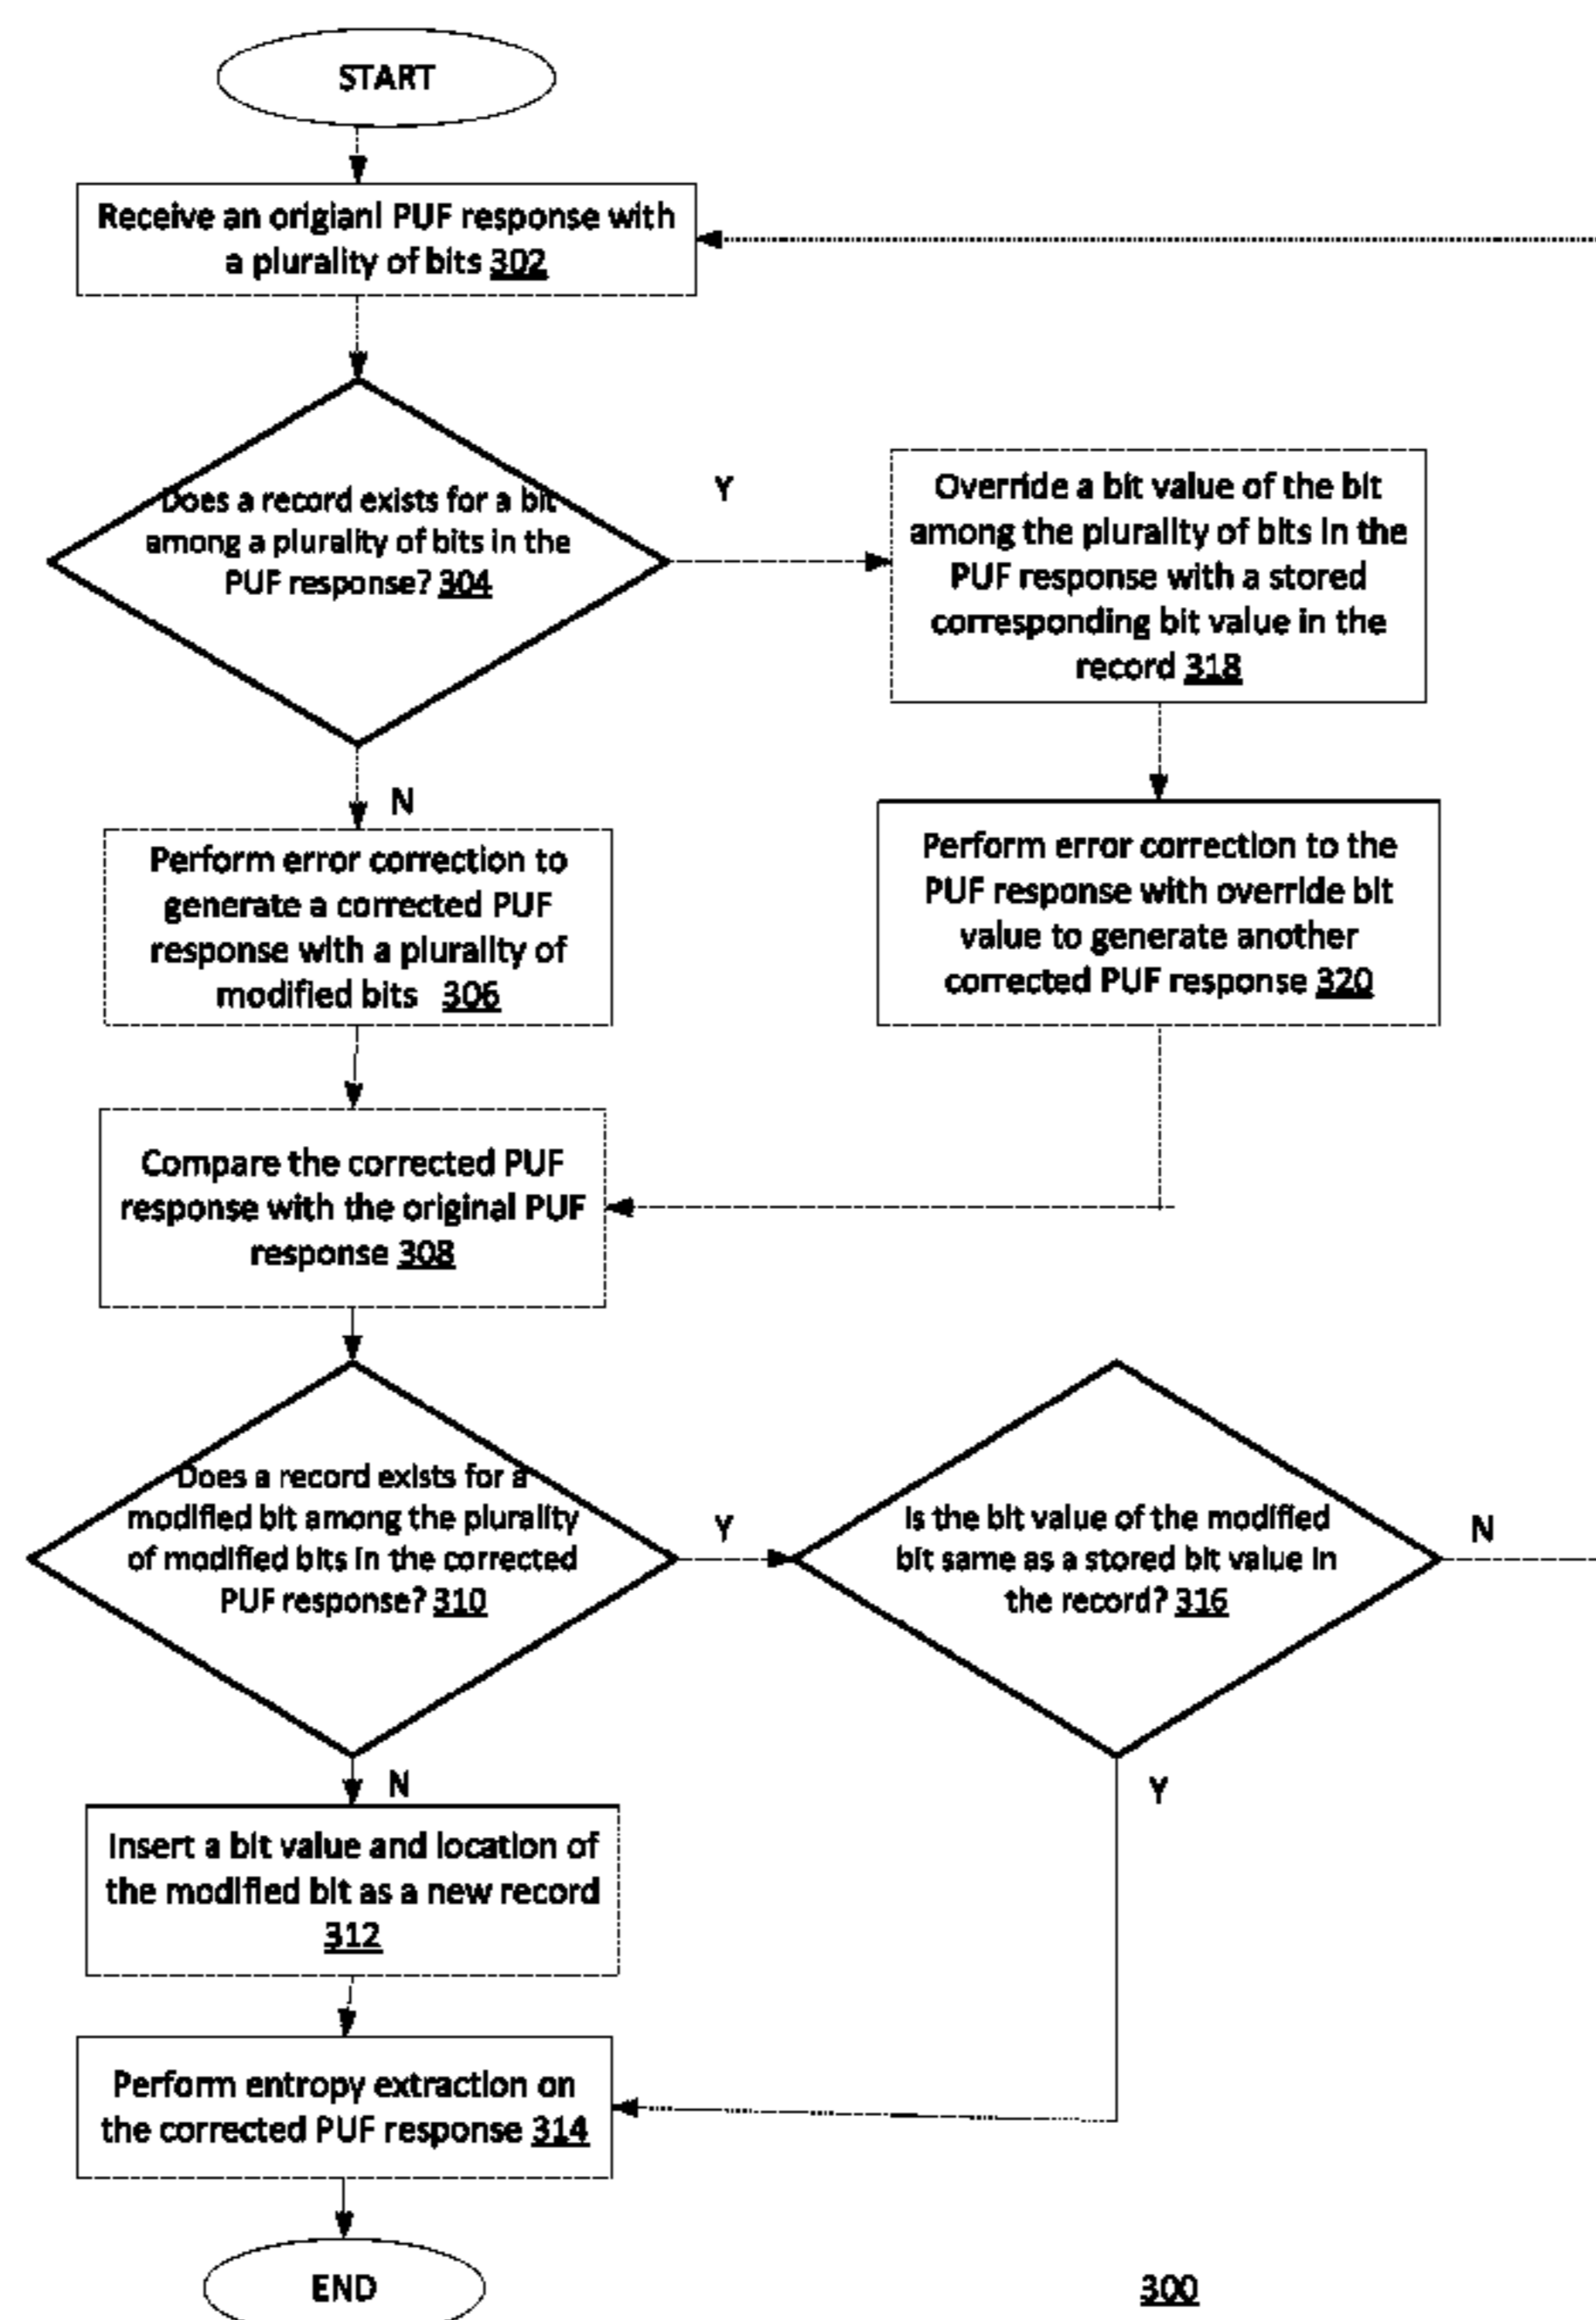 START
Receive an origianl PUF response with
a plurality of bits 302
Does a record exists for a bit
among a plurality of bits in the
PUF response? 304
Y
Override a bit value of the bit
among the plurality of bits in the
PUF response with a stored
corresponding bit value in the
record 318
N
Perform error correction to
generate a corrected PUF
response with a plurality of
modified bits 306
Perform error correction to the
PUF response with override bit
value to generate another
corrected PUF response 320
Compare the corrected PUF
response with the original PUF
response 308
Does a record exists for a
modified bit among the plurality
of modified bits in the corrected
PUF response? 310
Y
Is the bit value of the modified
bit same as a stored bit value in
the record? 316
N
N
Y
Insert a bit value and location of
the modified bit as a new record
312
Perform entropy extraction on
the corrected PUF response 314
END
300